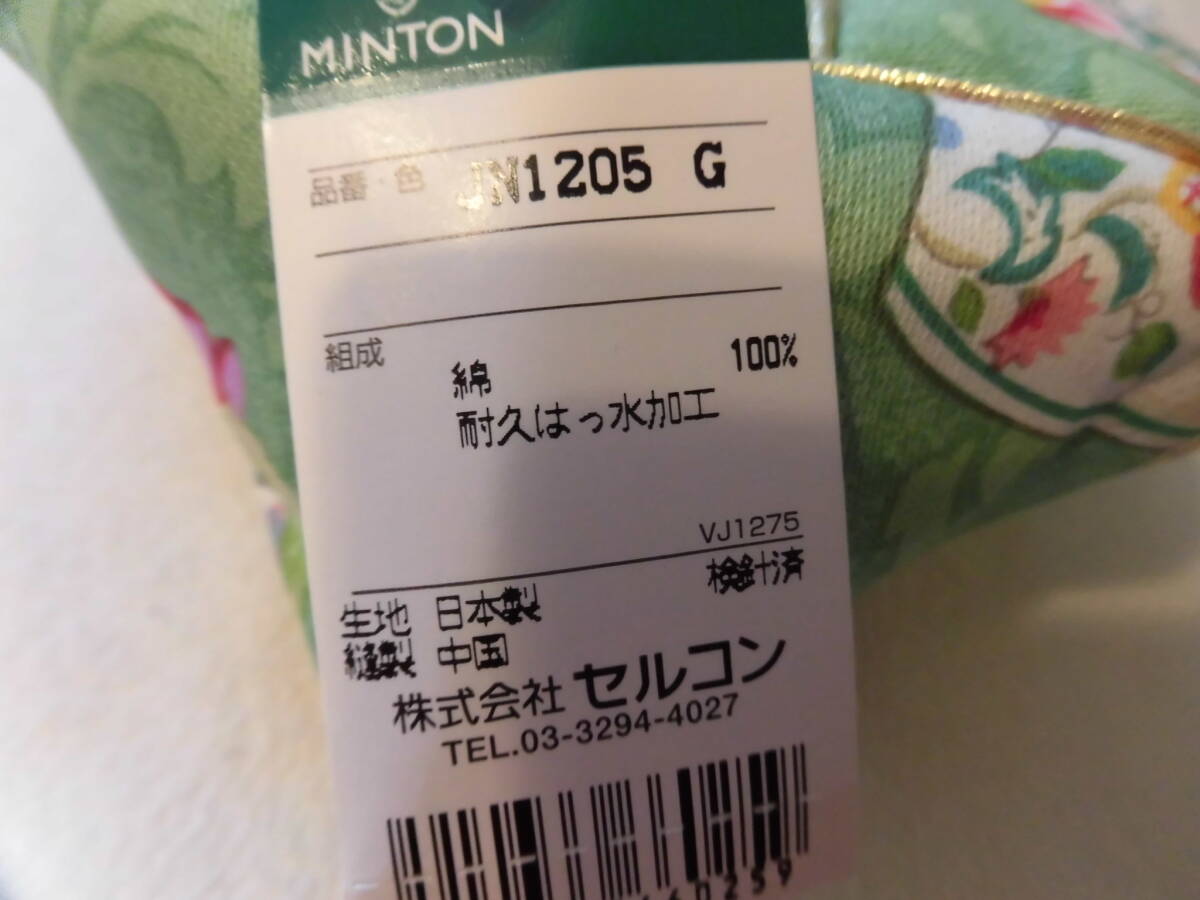 MINTON
品番・色 JN1205 G
組成
綿 100%
耐久はっ水加工
VJ1275
検針済
生地 日本製
縫製 中国
株式会社 セルコン
TEL.03-3294-4027
60259